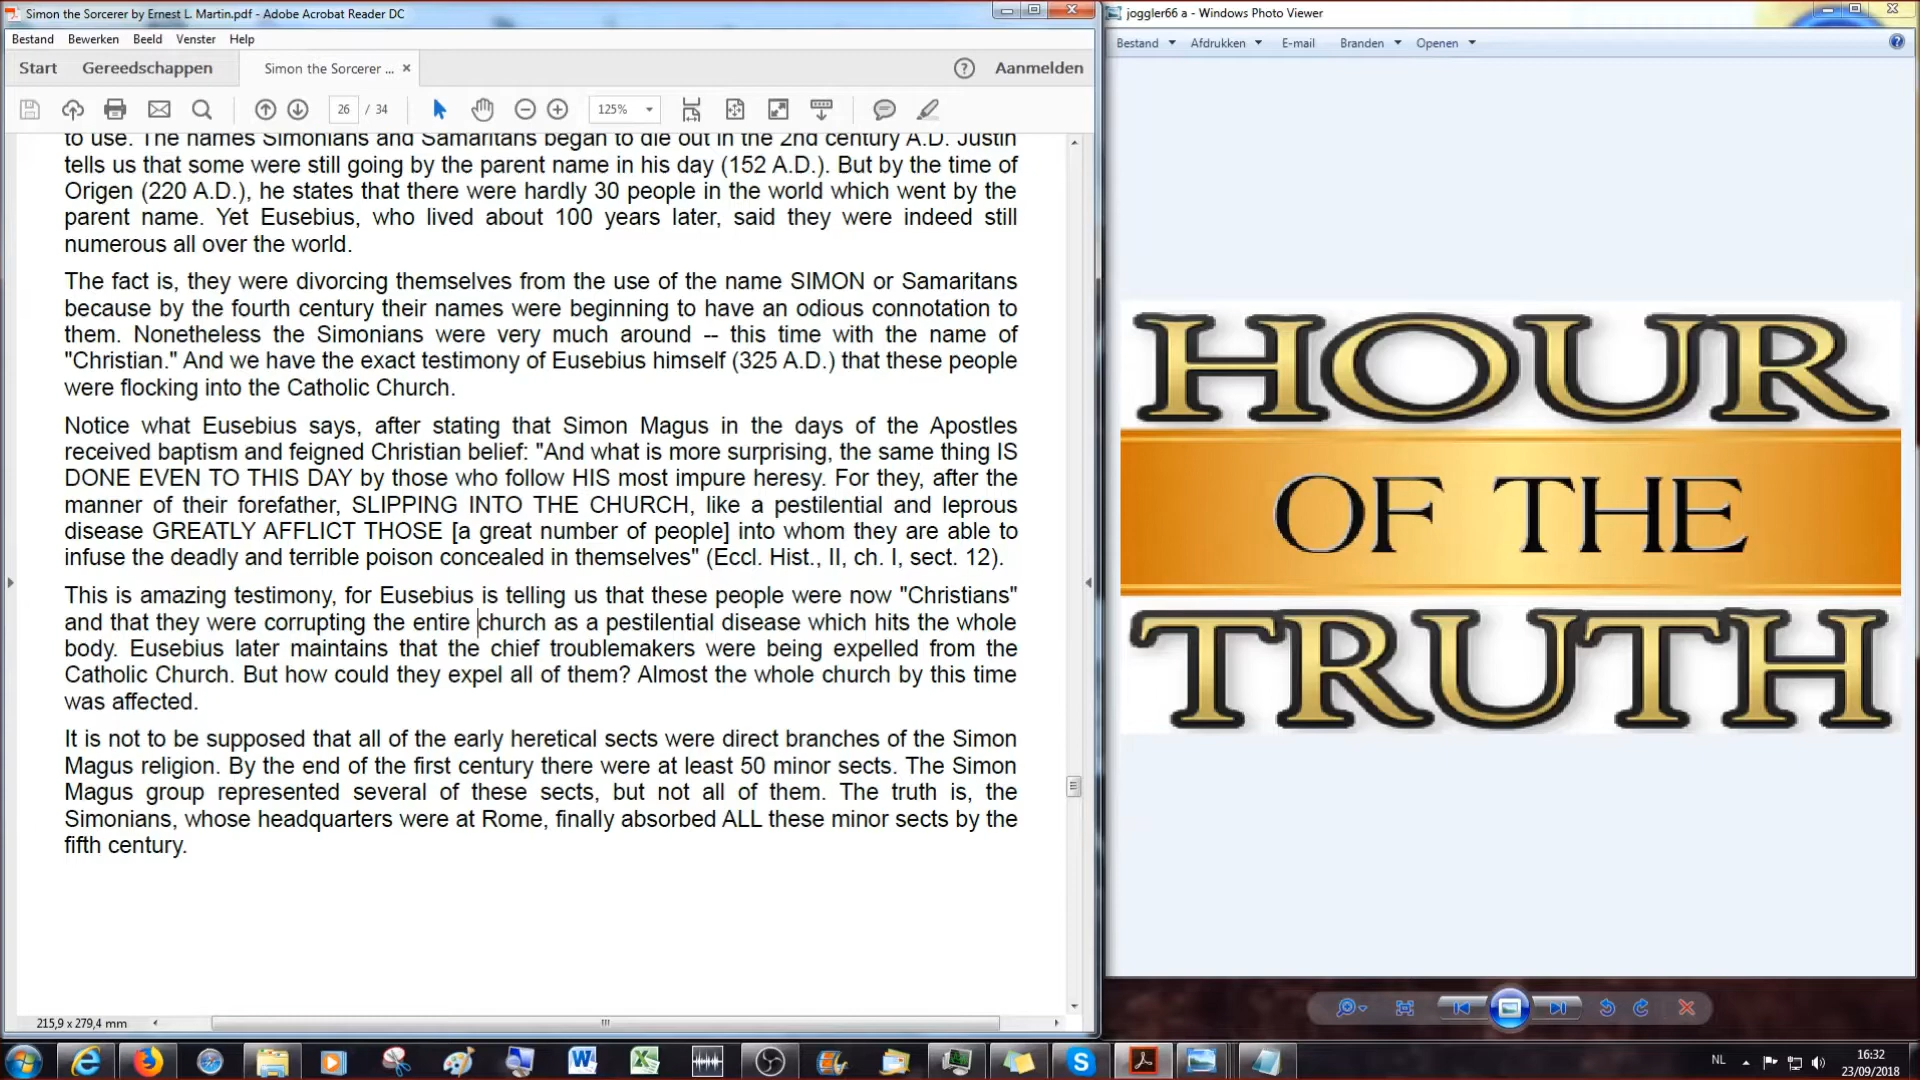 Simon the Sorcerer by Ernest L. Martin.pdf - Adobe Acrobat Reader DC
Bestand Bewerken Beeld Venster Help
Start Gereedschappen Simon the Sorcerer ... × ? Aanmelden
26 / 34 125%
to use. The names Simonians and Samaritans began to die out in the 2nd century A.D. Justin
tells us that some were still going by the parent name in his day (152 A.D.). But by the time of
Origen (220 A.D.), he states that there were hardly 30 people in the world which went by the
parent name. Yet Eusebius, who lived about 100 years later, said they were indeed still
numerous all over the world.
The fact is, they were divorcing themselves from the use of the name SIMON or Samaritans
because by the fourth century their names were beginning to have an odious connotation to
them. Nonetheless the Simonians were very much around -- this time with the name of
"Christian." And we have the exact testimony of Eusebius himself (325 A.D.) that these people
were flocking into the Catholic Church.
Notice what Eusebius says, after stating that Simon Magus in the days of the Apostles
received baptism and feigned Christian belief: "And what is more surprising, the same thing IS
DONE EVEN TO THIS DAY by those who follow HIS most impure heresy. For they, after the
manner of their forefather, SLIPPING INTO THE CHURCH, like a pestilential and leprous
disease GREATLY AFFLICT THOSE [a great number of people] into whom they are able to
infuse the deadly and terrible poison concealed in themselves" (Eccl. Hist., II, ch. I, sect. 12).
This is amazing testimony, for Eusebius is telling us that these people were now "Christians"
and that they were corrupting the entire church as a pestilential disease which hits the whole
body. Eusebius later maintains that the chief troublemakers were being expelled from the
Catholic Church. But how could they expel all of them? Almost the whole church by this time
was affected.
It is not to be supposed that all of the early heretical sects were direct branches of the Simon
Magus religion. By the end of the first century there were at least 50 minor sects. The Simon
Magus group represented several of these sects, but not all of them. The truth is, the
Simonians, whose headquarters were at Rome, finally absorbed ALL these minor sects by the
fifth century.
215,9 x 279,4 mm
joggler66 a - Windows Photo Viewer
Bestand Afdrukken E-mail Branden Openen
HOUR
OF THE
TRUTH
NL 16:32
23/09/2018